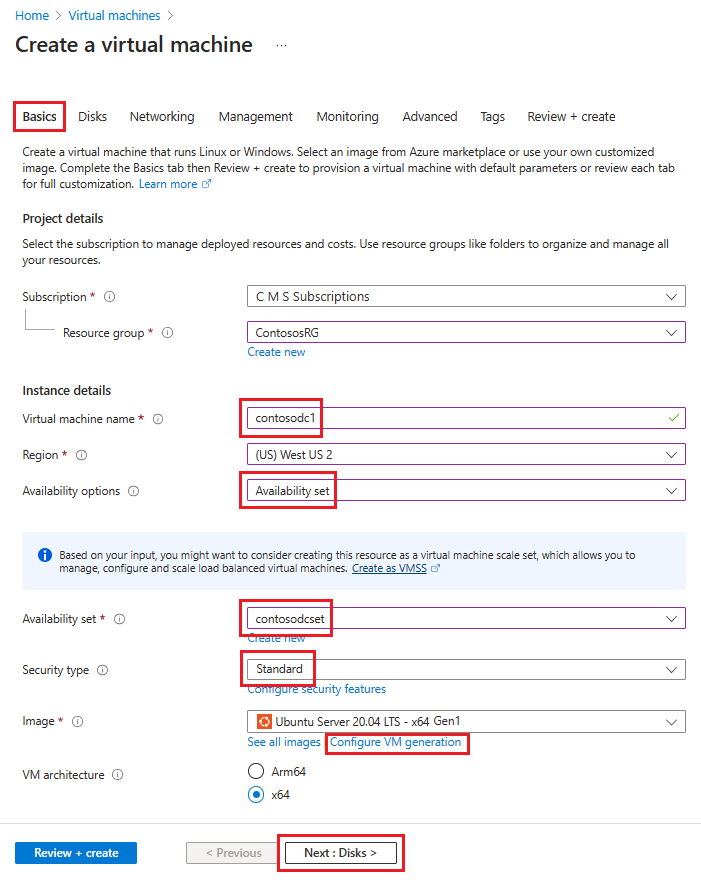 Home > Virtual machines >
Create a virtual machine ...
Basics Disks Networking Management Monitoring Advanced Tags Review + create
Create a virtual machine that runs Linux or Windows. Select an image from Azure marketplace or use your own customized
image. Complete the Basics tab then Review + create to provision a virtual machine with default parameters or review each tab
for full customization. Learn more
Project details
Select the subscription to manage deployed resources and costs. Use resource groups like folders to organize and manage all
your resources.
Subscription * C M S Subscriptions
Resource group * ContososRG
Create new
Instance details
Virtual machine name * contosodc1
Region * (US) West US 2
Availability options Availability set
Based on your input, you might want to consider creating this resource as a virtual machine scale set, which allows you to
manage, configure and scale load balanced virtual machines. Create as VMSS
Availability set * contosodcset
Create new
Security type Standard
Configure security features
Image * Ubuntu Server 20.04 LTS - x64 Gen1
See all images Configure VM generation
VM architecture Arm64
x64
Review + create < Previous Next : Disks >